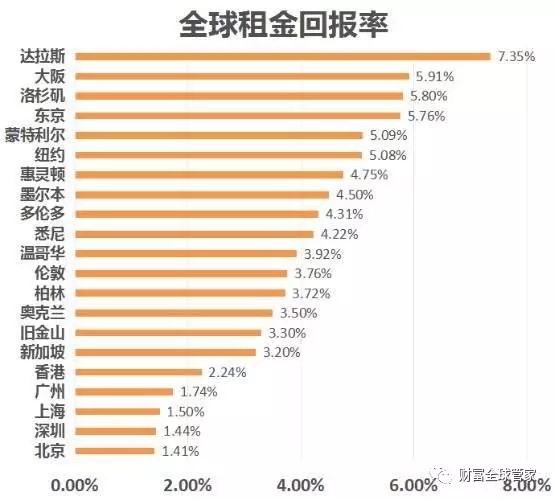 全球租金回报率
达拉斯 7.35%
大阪 5.91%
洛杉矶 5.80%
东京 5.76%
蒙特利尔 5.09%
纽约 5.08%
惠灵顿 4.75%
墨尔本 4.50%
多伦多 4.31%
悉尼 4.22%
温哥华 3.92%
伦敦 3.76%
柏林 3.72%
奥克兰 3.50%
旧金山 3.30%
新加坡 3.20%
香港 2.24%
广州 1.74%
上海 1.50%
深圳 1.44%
北京 1.41%
财富全球管家
0.00% 2.00% 4.00% 6.00% 8.00%